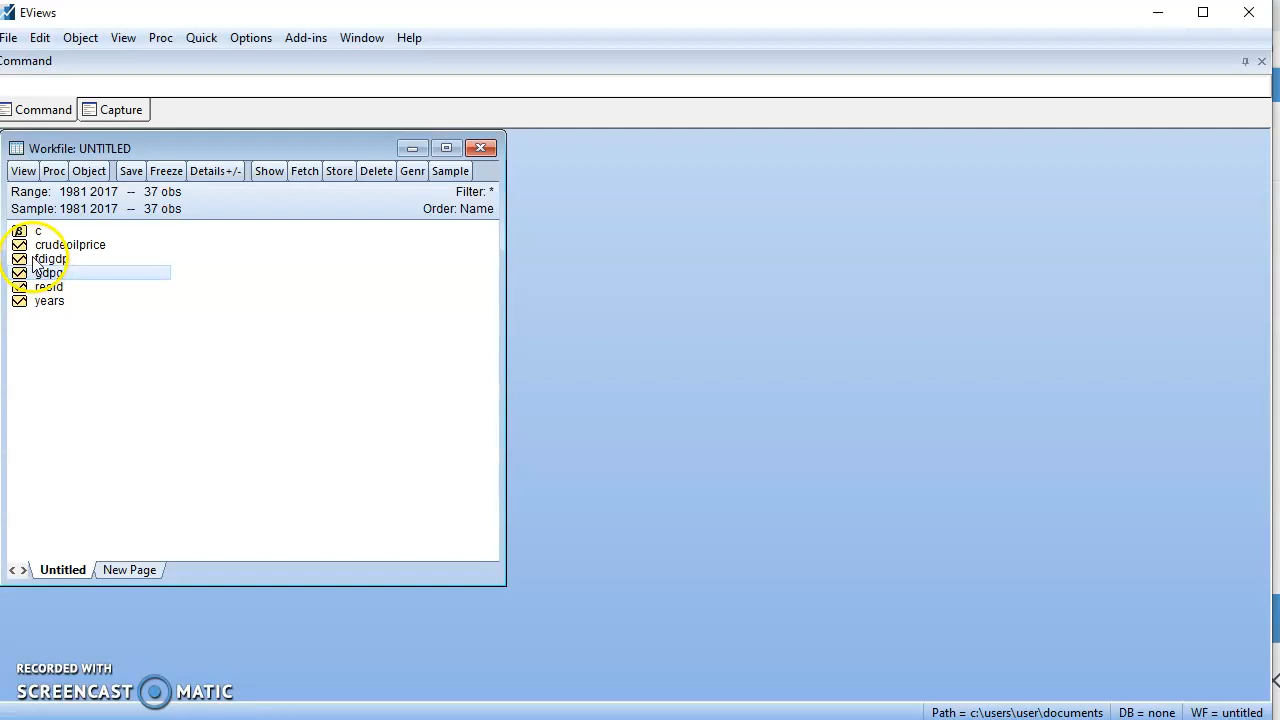 EViews
File Edit Object View Proc Quick Options Add-ins Window Help
Command
Command Capture
Workfile: UNTITLED
View Proc Object Save Freeze Details+/- Show Fetch Store Delete Genr Sample
Range: 1981 2017 -- 37 obs Filter: *
Sample: 1981 2017 -- 37 obs Order: Name
c
crudeoilprice
fdigdp
gdpg
resid
years
Untitled New Page
RECORDED WITH
SCREENCAST MATIC
Path = c:\users\user\documents DB = none WF = untitled